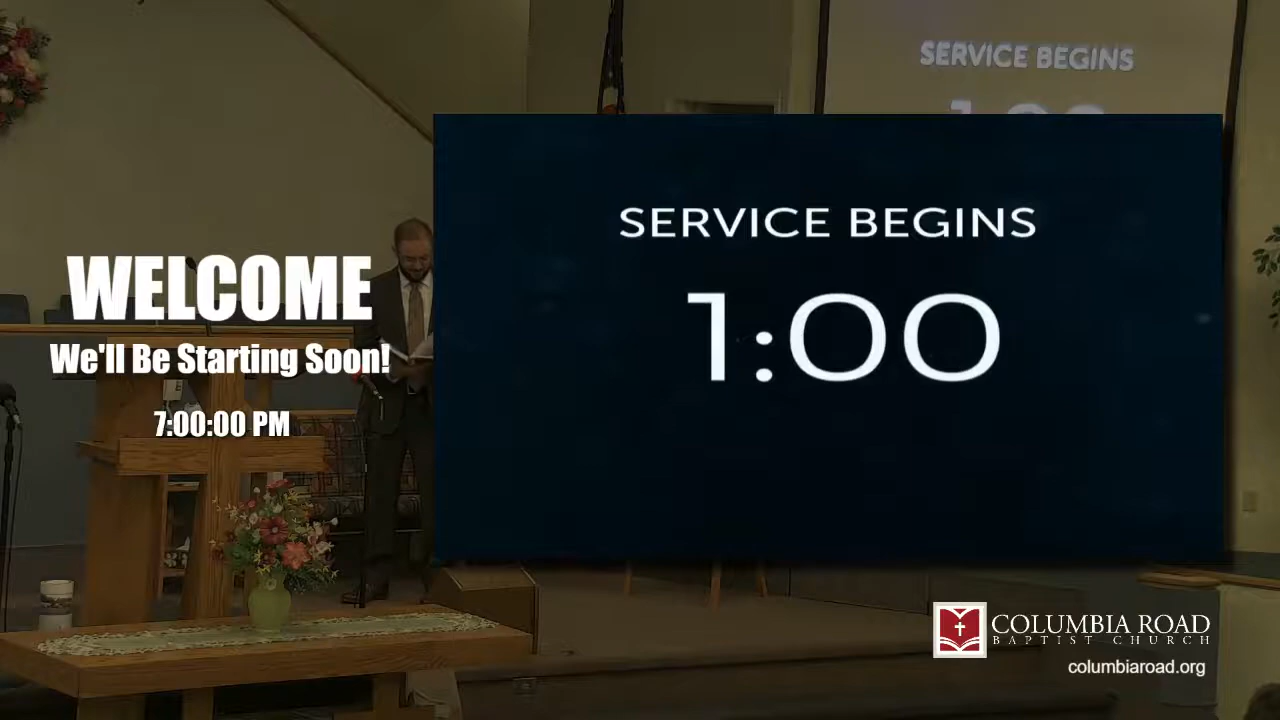 SERVICE BEGINS
WELCOME
We'll Be Starting Soon!
7:00:00 PM
SERVICE BEGINS
1:00
COLUMBIA ROAD
BAPTIST CHURCH
columbiaroad.org